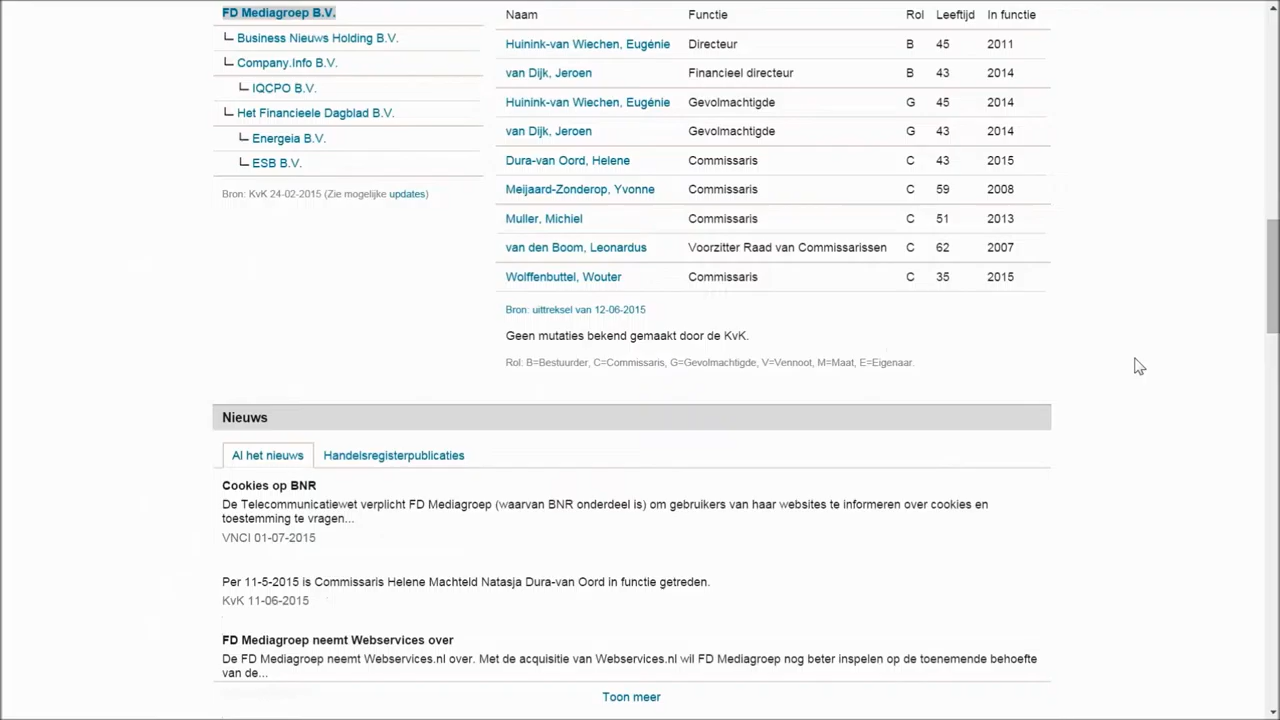 FD Mediagroep B.V.
Business Nieuws Holding B.V.
Company.Info B.V.
IQCPO B.V.
Het Financieele Dagblad B.V.
Energeia B.V.
ESB B.V.
Bron: KvK 24-02-2015 (Zie mogelijke updates)
Naam Functie Rol Leeftijd In functie
Huinink-van Wiechen, Eugénie Directeur B 45 2011
van Dijk, Jeroen Financieel directeur B 43 2014
Huinink-van Wiechen, Eugénie Gevolmachtigde G 45 2014
van Dijk, Jeroen Gevolmachtigde G 43 2014
Dura-van Oord, Helene Commissaris C 43 2015
Meijaard-Zonderop, Yvonne Commissaris C 59 2008
Muller, Michiel Commissaris C 51 2013
van den Boom, Leonardus Voorzitter Raad van Commissarissen C 62 2007
Wolffenbuttel, Wouter Commissaris C 35 2015
Bron: uittreksel van 12-06-2015
Geen mutaties bekend gemaakt door de KvK.
Rol: B=Bestuurder, C=Commissaris, G=Gevolmachtigde, V=Vennoot, M=Maat, E=Eigenaar.
Nieuws
Al het nieuws Handelsregisterpublicaties
Cookies op BNR
De Telecommunicatiewet verplicht FD Mediagroep (waarvan BNR onderdeel is) om gebruikers van haar websites te informeren over cookies en
toestemming te vragen...
VNCI 01-07-2015
Per 11-5-2015 is Commissaris Helene Machteld Natasja Dura-van Oord in functie getreden.
KvK 11-06-2015
FD Mediagroep neemt Webservices over
De FD Mediagroep neemt Webservices.nl over. Met de acquisitie van Webservices.nl wil FD Mediagroep nog beter inspelen op de toenemende behoefte
van de...
Toon meer